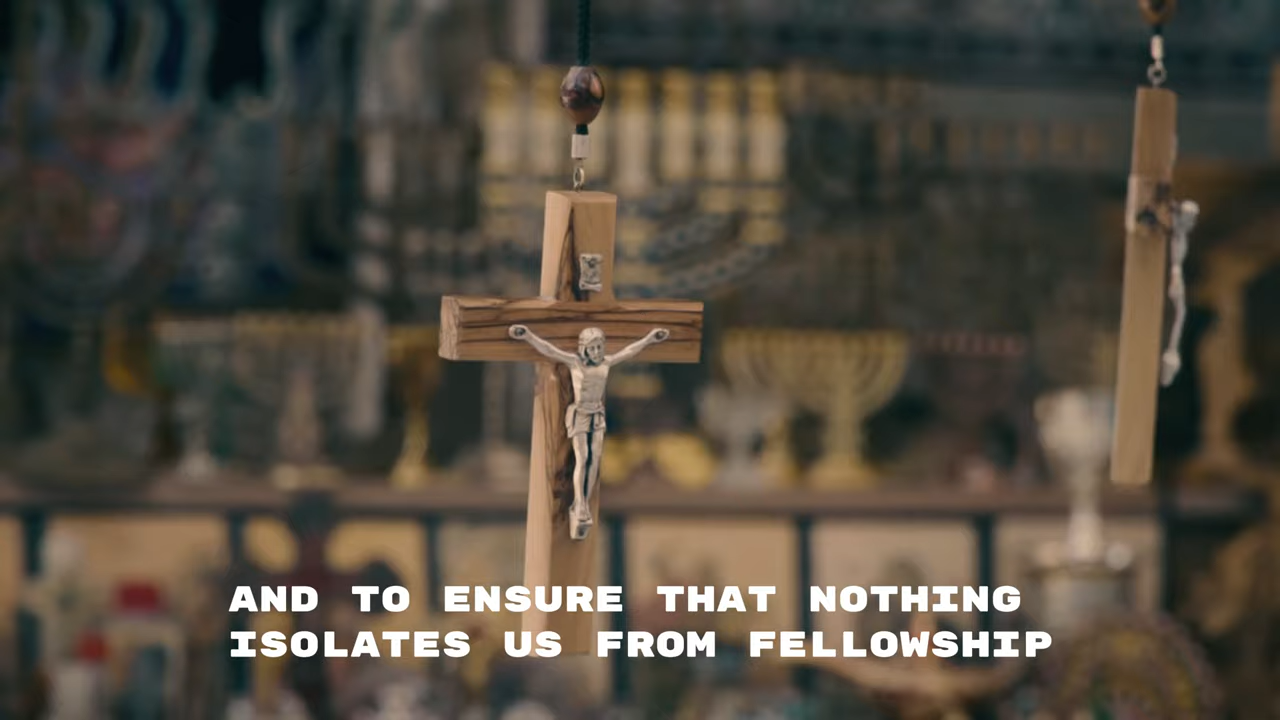 AND TO ENSURE THAT NOTHING
ISOLATES US FROM FELLOWSHIP